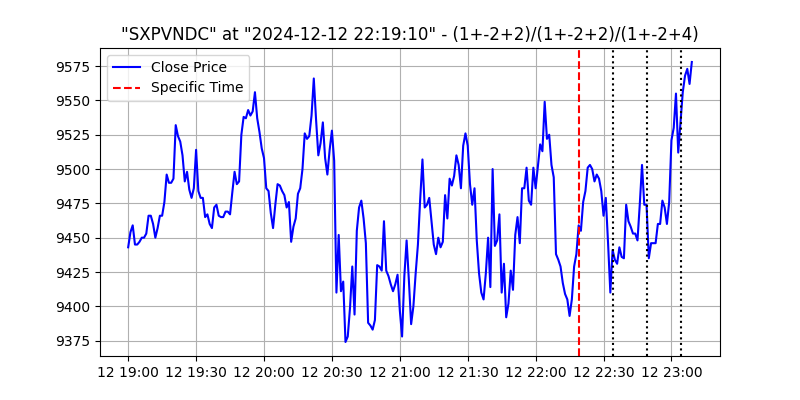 "SXPVNDC" at "2024-12-12 22:19:10" - (1+-2+2)/(1+-2+2)/(1+-2+4)
Close Price
Specific Time
9575
9550
9525
9500
9475
9450
9425
9400
9375
12 19:00 12 19:30 12 20:00 12 20:30 12 21:00 12 21:30 12 22:00 12 22:30 12 23:00